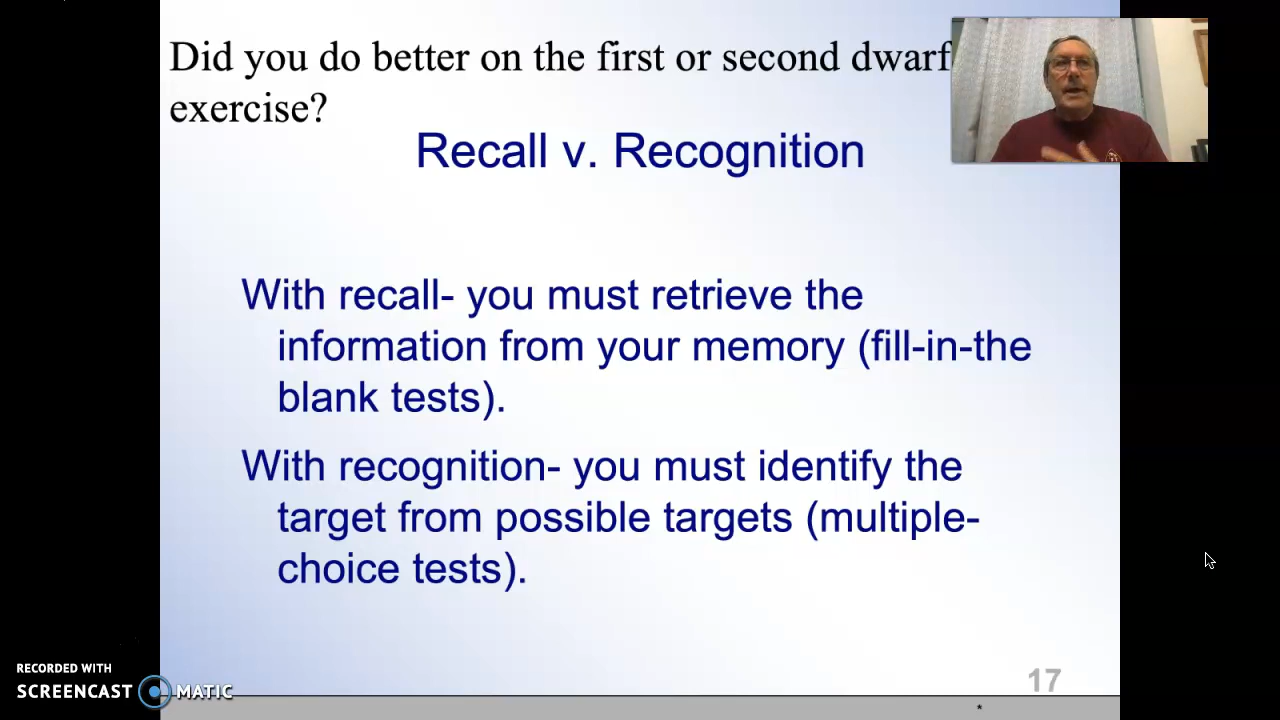 Did you do better on the first or second dwarf
exercise?
Recall v. Recognition
With recall- you must retrieve the
information from your memory (fill-in-the
blank tests).
With recognition- you must identify the
target from possible targets (multiple-
choice tests).
17
*
RECORDED WITH
SCREENCAST MATIC